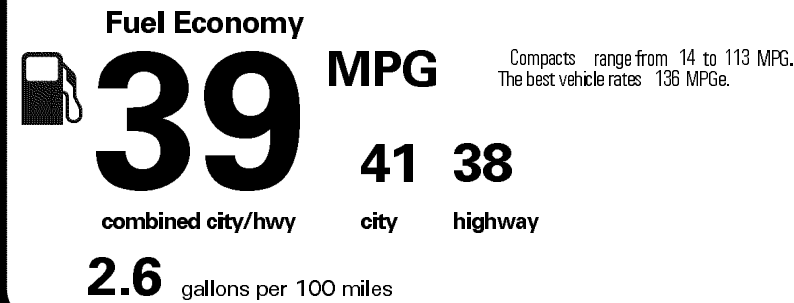 Fuel Economy
39 MPG
Compacts range from 14 to 113 MPG.
The best vehicle rates 136 MPGe.
41 38
combined city/hwy city highway
2.6 gallons per 100 miles